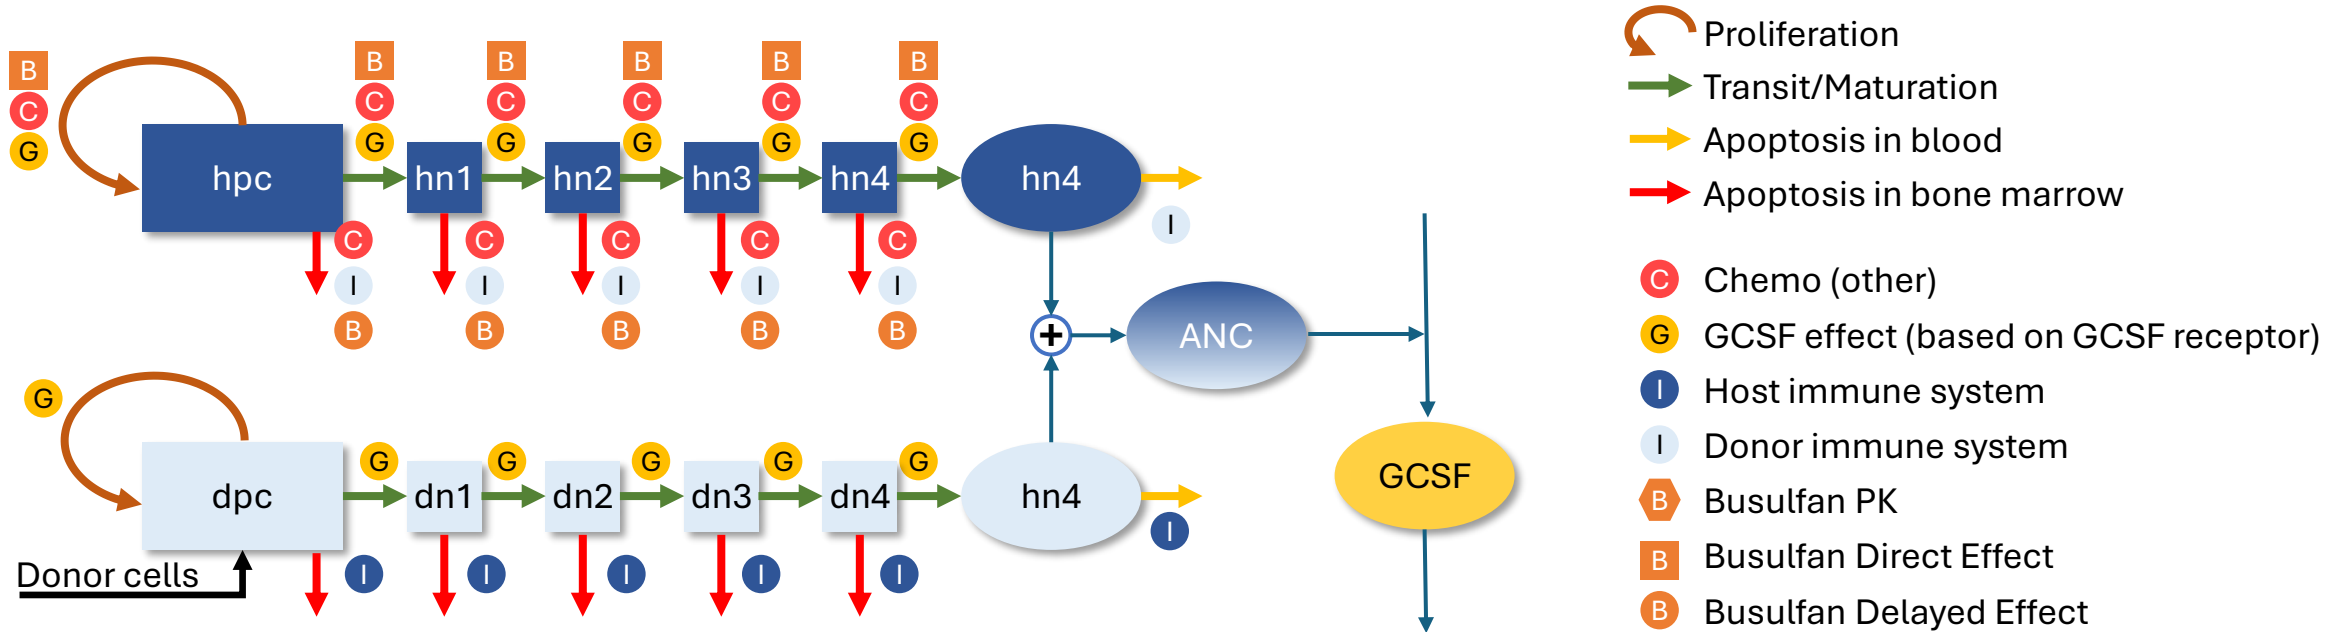 B B B B B B
C C C C C C
G G G G G G
hpc hn1 hn2 hn3 hn4 hn4
C C C C C
I I I I I I
B B B B B
+ ANC
G G G G G G
dpc dn1 dn2 dn3 dn4 hn4
GCSF
I
Donor cells I I I I I
Proliferation
Transit/Maturation
Apoptosis in blood
Apoptosis in bone marrow
C Chemo (other)
G GCSF effect (based on GCSF receptor)
I Host immune system
I Donor immune system
B Busulfan PK
B Busulfan Direct Effect
B Busulfan Delayed Effect